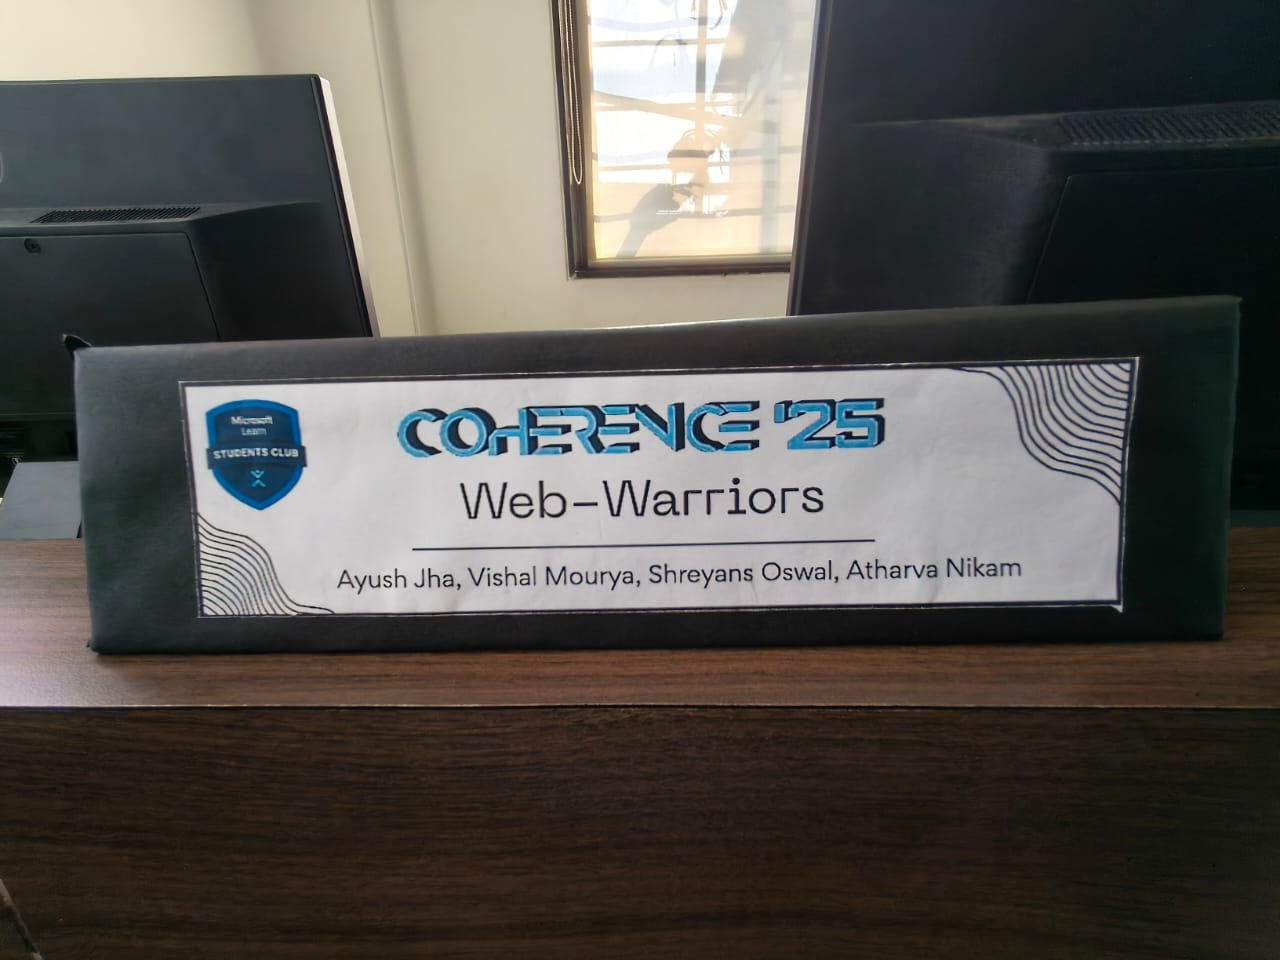 Microsoft
Learn
STUDENTS CLUB
COHERENCE '25
Web-Warriors
Ayush Jha, Vishal Mourya, Shreyans Oswal, Atharva Nikam